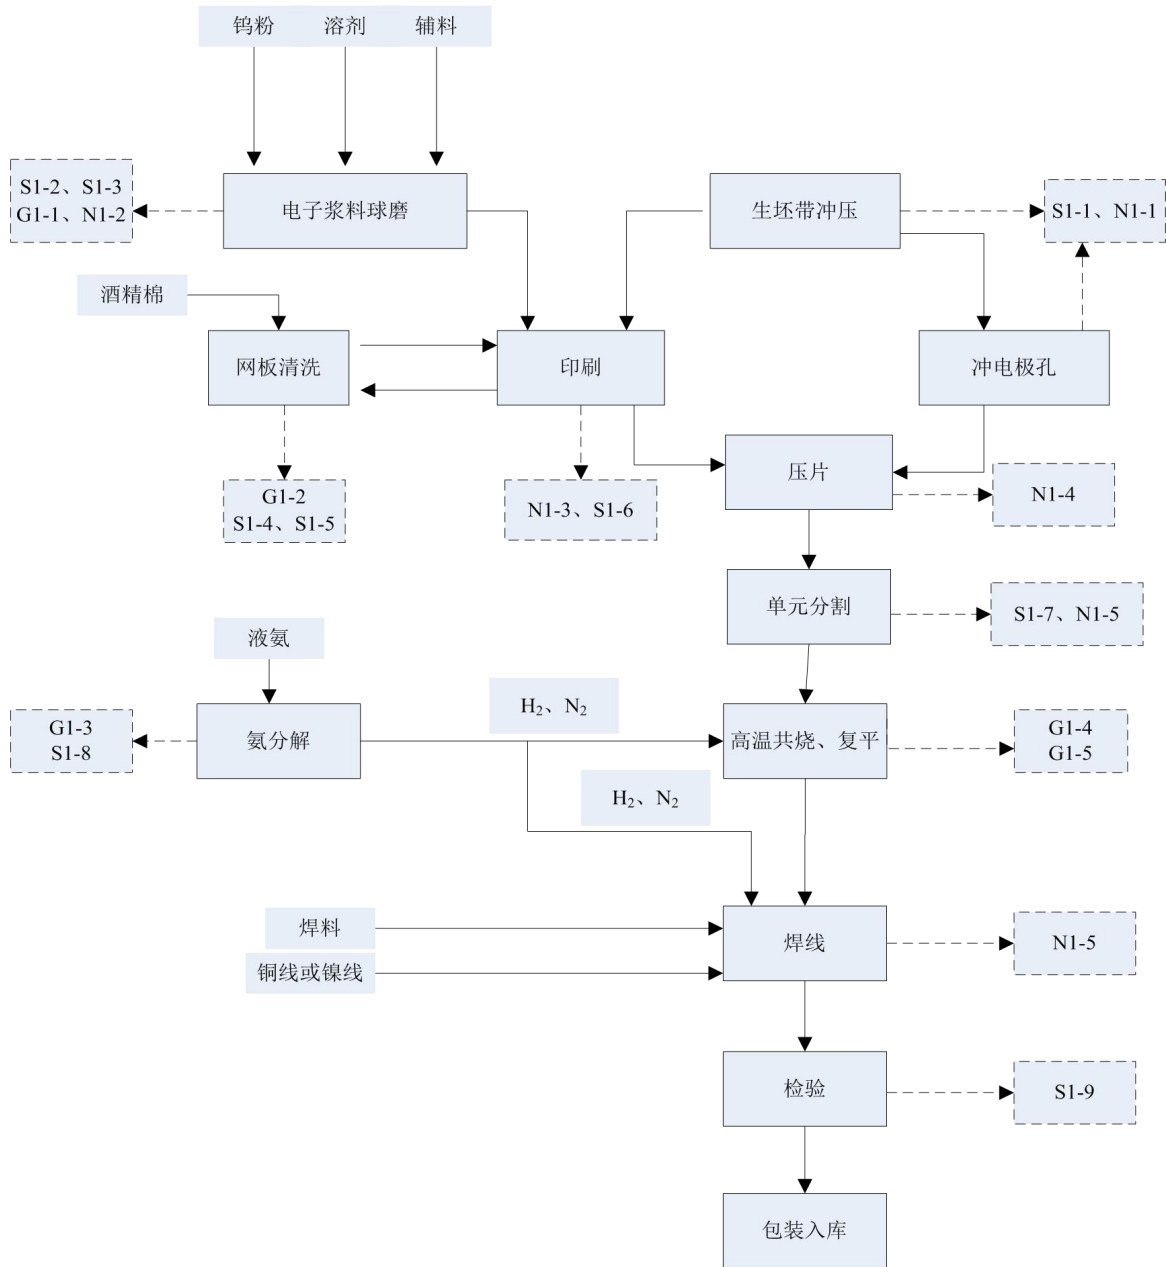 钨粉
溶剂
辅料
S1-2、S1-3
G1-1、N1-2
电子浆料球磨
生坯带冲压
S1-1、N1-1
酒精棉
网板清洗
印刷
冲电极孔
压片
G1-2
S1-4、S1-5
N1-3、S1-6
N1-4
单元分割
S1-7、N1-5
液氨
H₂、N₂
G1-3
S1-8
氨分解
高温共烧、复平
G1-4
G1-5
H₂、N₂
焊料
焊线
N1-5
铜线或镍线
检验
S1-9
包装入库